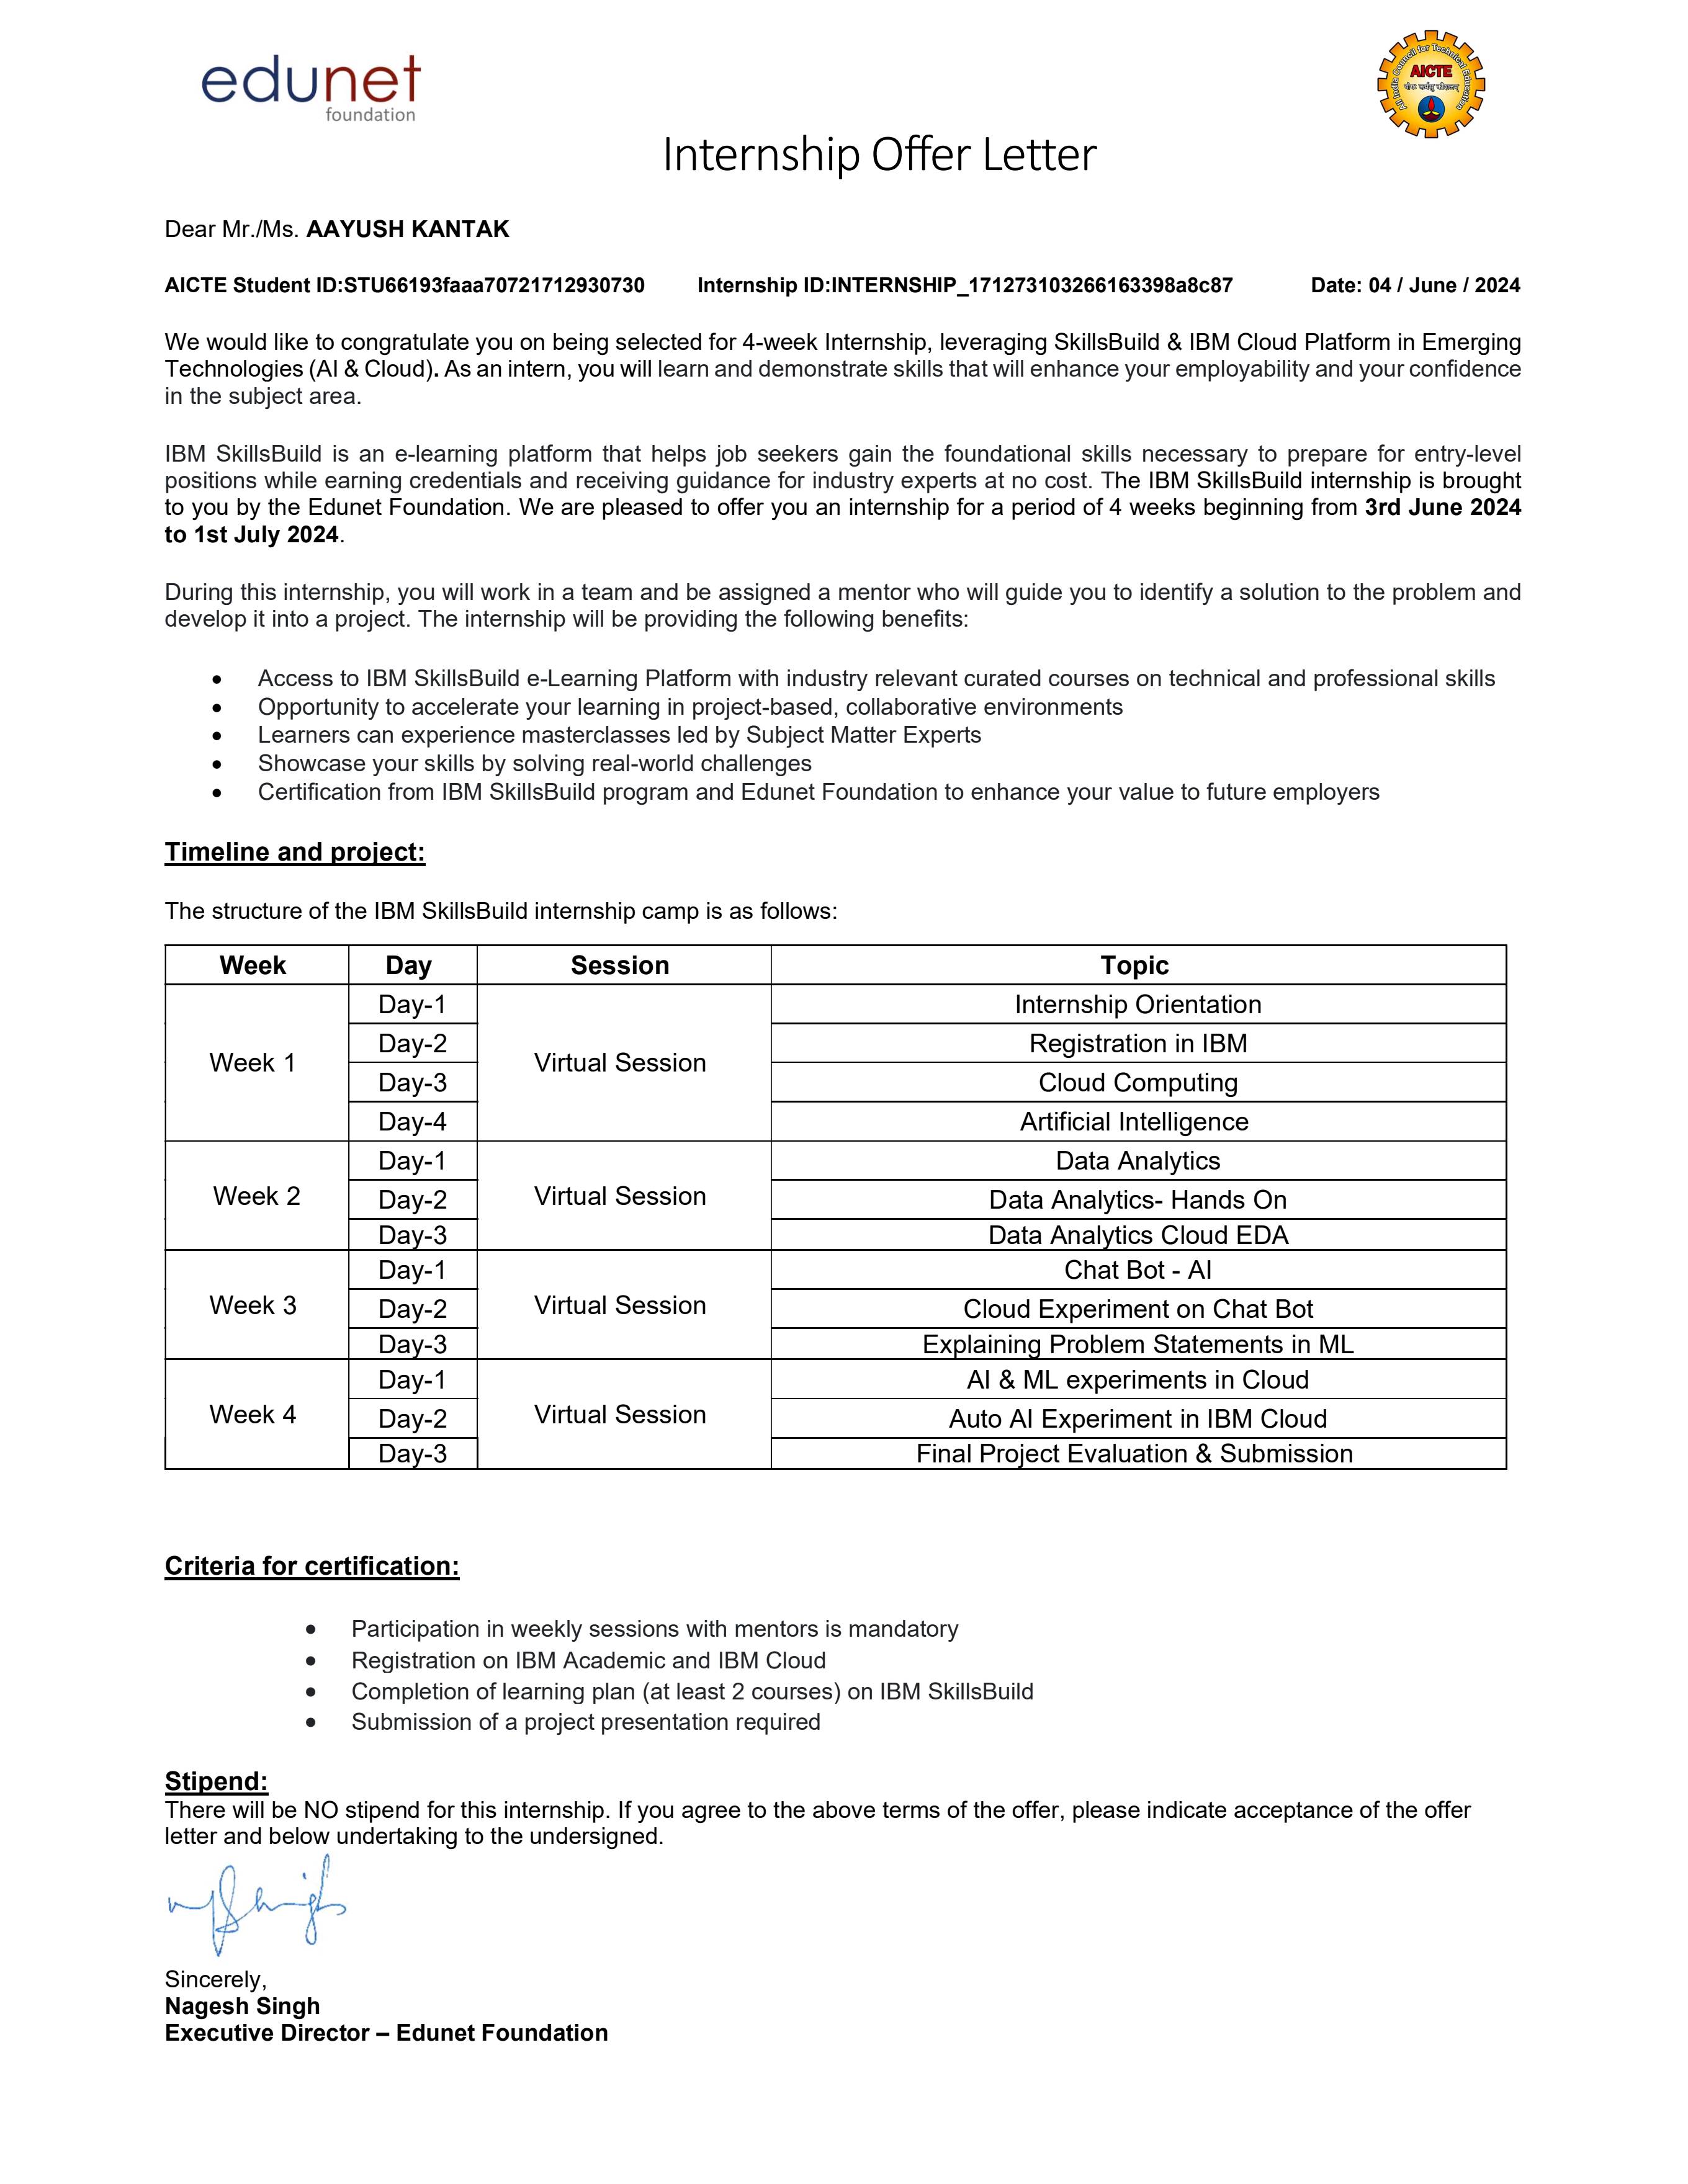 edunet
foundation
All India Council for Technical Education
AICTE
योगः कर्मसु कौशलम्
Internship Offer Letter
Dear Mr./Ms. AAYUSH KANTAK
AICTE Student ID:STU66193faaa70721712930730 Internship ID:INTERNSHIP_171273103266163398a8c87 Date: 04 / June / 2024
We would like to congratulate you on being selected for 4-week Internship, leveraging SkillsBuild & IBM Cloud Platform in Emerging
Technologies (AI & Cloud). As an intern, you will learn and demonstrate skills that will enhance your employability and your confidence
in the subject area.
IBM SkillsBuild is an e-learning platform that helps job seekers gain the foundational skills necessary to prepare for entry-level
positions while earning credentials and receiving guidance for industry experts at no cost. The IBM SkillsBuild internship is brought
to you by the Edunet Foundation. We are pleased to offer you an internship for a period of 4 weeks beginning from 3rd June 2024
to 1st July 2024.
During this internship, you will work in a team and be assigned a mentor who will guide you to identify a solution to the problem and
develop it into a project. The internship will be providing the following benefits:
• Access to IBM SkillsBuild e-Learning Platform with industry relevant curated courses on technical and professional skills
• Opportunity to accelerate your learning in project-based, collaborative environments
• Learners can experience masterclasses led by Subject Matter Experts
• Showcase your skills by solving real-world challenges
• Certification from IBM SkillsBuild program and Edunet Foundation to enhance your value to future employers
Timeline and project:
The structure of the IBM SkillsBuild internship camp is as follows:
Week Day Session Topic
Week 1 Virtual Session
Day-1 Internship Orientation
Day-2 Registration in IBM
Day-3 Cloud Computing
Day-4 Artificial Intelligence
Week 2 Virtual Session
Day-1 Data Analytics
Day-2 Data Analytics- Hands On
Day-3 Data Analytics Cloud EDA
Week 3 Virtual Session
Day-1 Chat Bot - AI
Day-2 Cloud Experiment on Chat Bot
Day-3 Explaining Problem Statements in ML
Week 4 Virtual Session
Day-1 AI & ML experiments in Cloud
Day-2 Auto AI Experiment in IBM Cloud
Day-3 Final Project Evaluation & Submission
Criteria for certification:
• Participation in weekly sessions with mentors is mandatory
• Registration on IBM Academic and IBM Cloud
• Completion of learning plan (at least 2 courses) on IBM SkillsBuild
• Submission of a project presentation required
Stipend:
There will be NO stipend for this internship. If you agree to the above terms of the offer, please indicate acceptance of the offer
letter and below undertaking to the undersigned.
Sincerely,
Nagesh Singh
Executive Director – Edunet Foundation